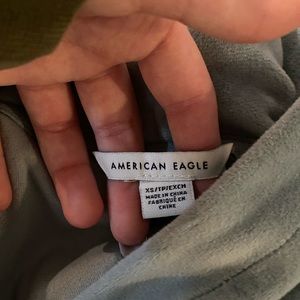 AMERICAN EAGLE
XS/TP/EXCH
MADE IN CHINA
FABRIQUÉ EN
CHINE